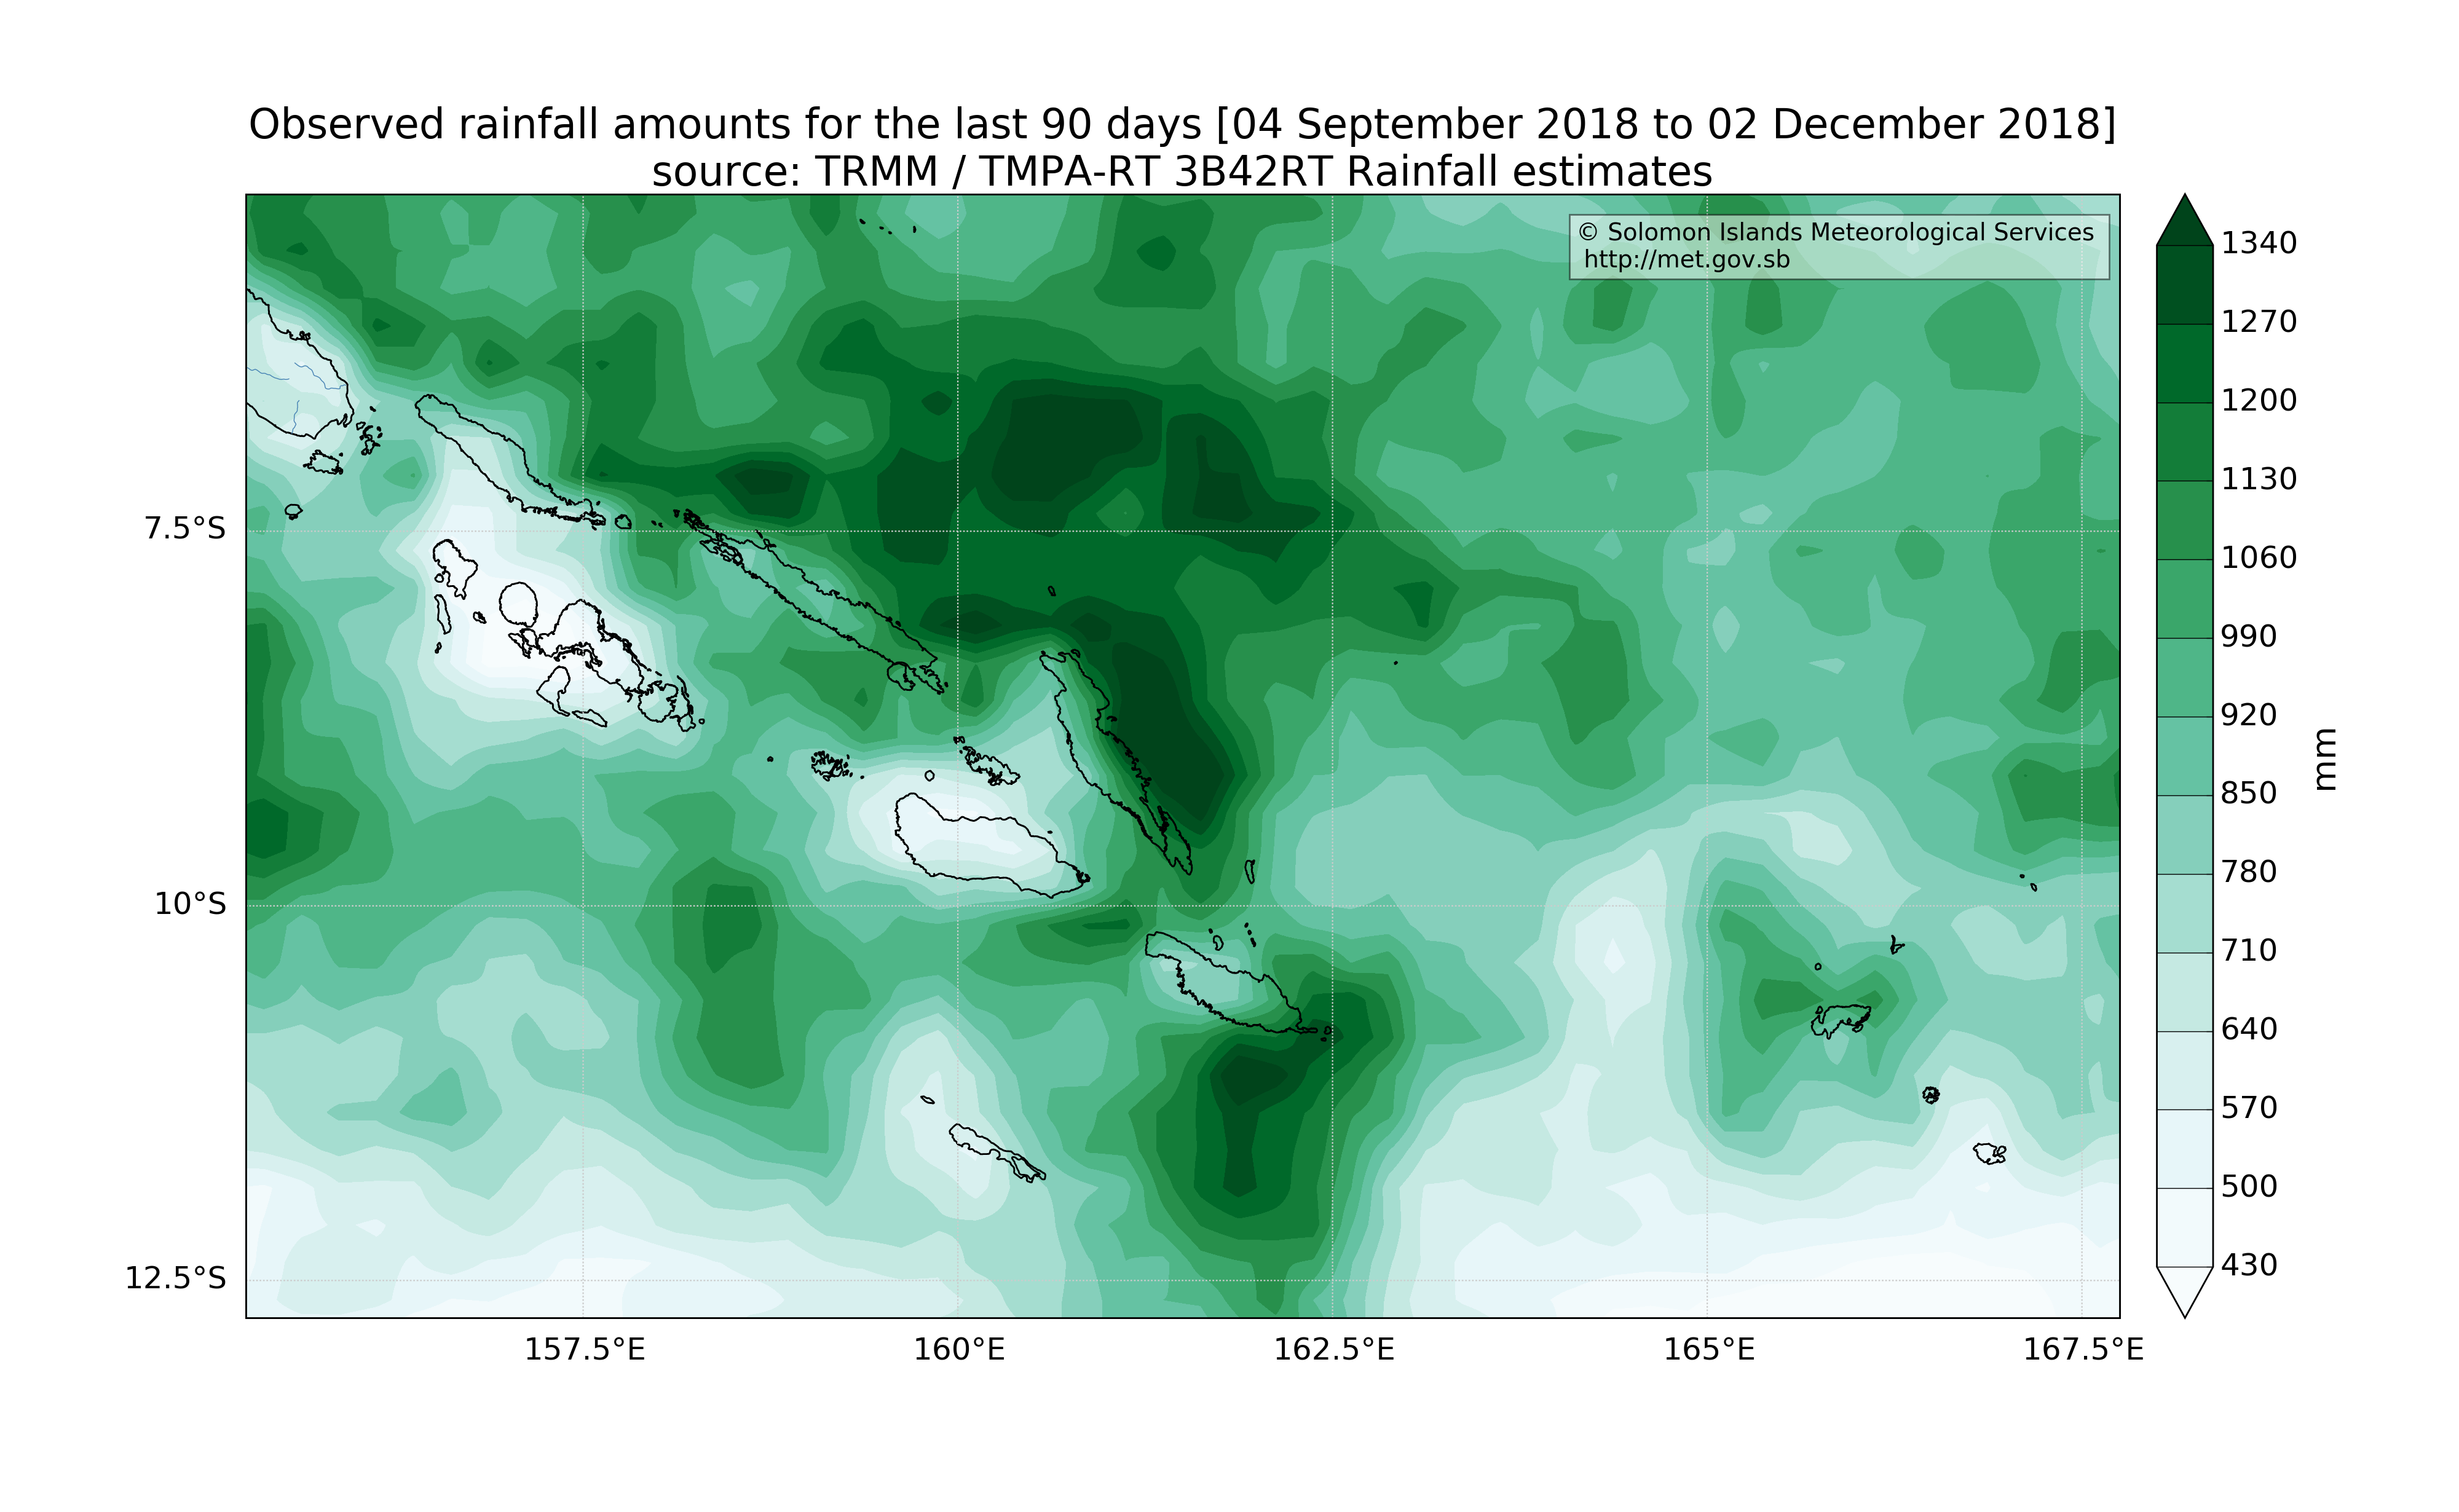 Observed rainfall amounts for the last 90 days [04 September 2018 to 02 December 2018]
source: TRMM / TMPA-RT 3B42RT Rainfall estimates
© Solomon Islands Meteorological Services
http://met.gov.sb
7.5°S
10°S
12.5°S
157.5°E
160°E
162.5°E
165°E
167.5°E
1340
1270
1200
1130
1060
990
920
850
780
710
640
570
500
430
mm